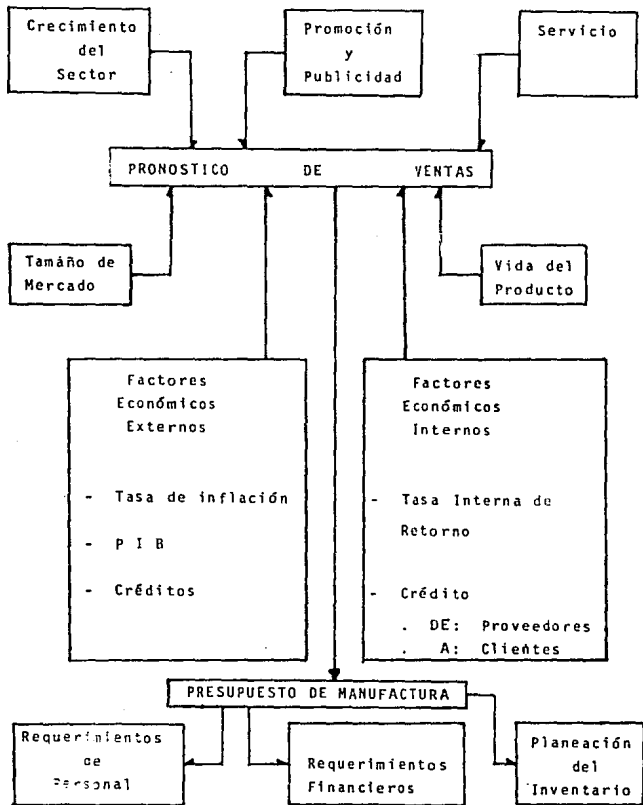 Crecimiento
del
Sector
Promoción
y
Publicidad
Servicio
PRONOSTICO DE VENTAS
Tamaño de
Mercado
Vida del
Producto
Factores
Económicos
Externos
- Tasa de inflación
- P I B
- Créditos
Factores
Económicos
Internos
- Tasa Interna de
Retorno
- Crédito
. DE: Proveedores
. A: Clientes
PRESUPUESTO DE MANUFACTURA
Requerimientos
de
Personal
Requerimientos
Financieros
Planeación
del
Inventario